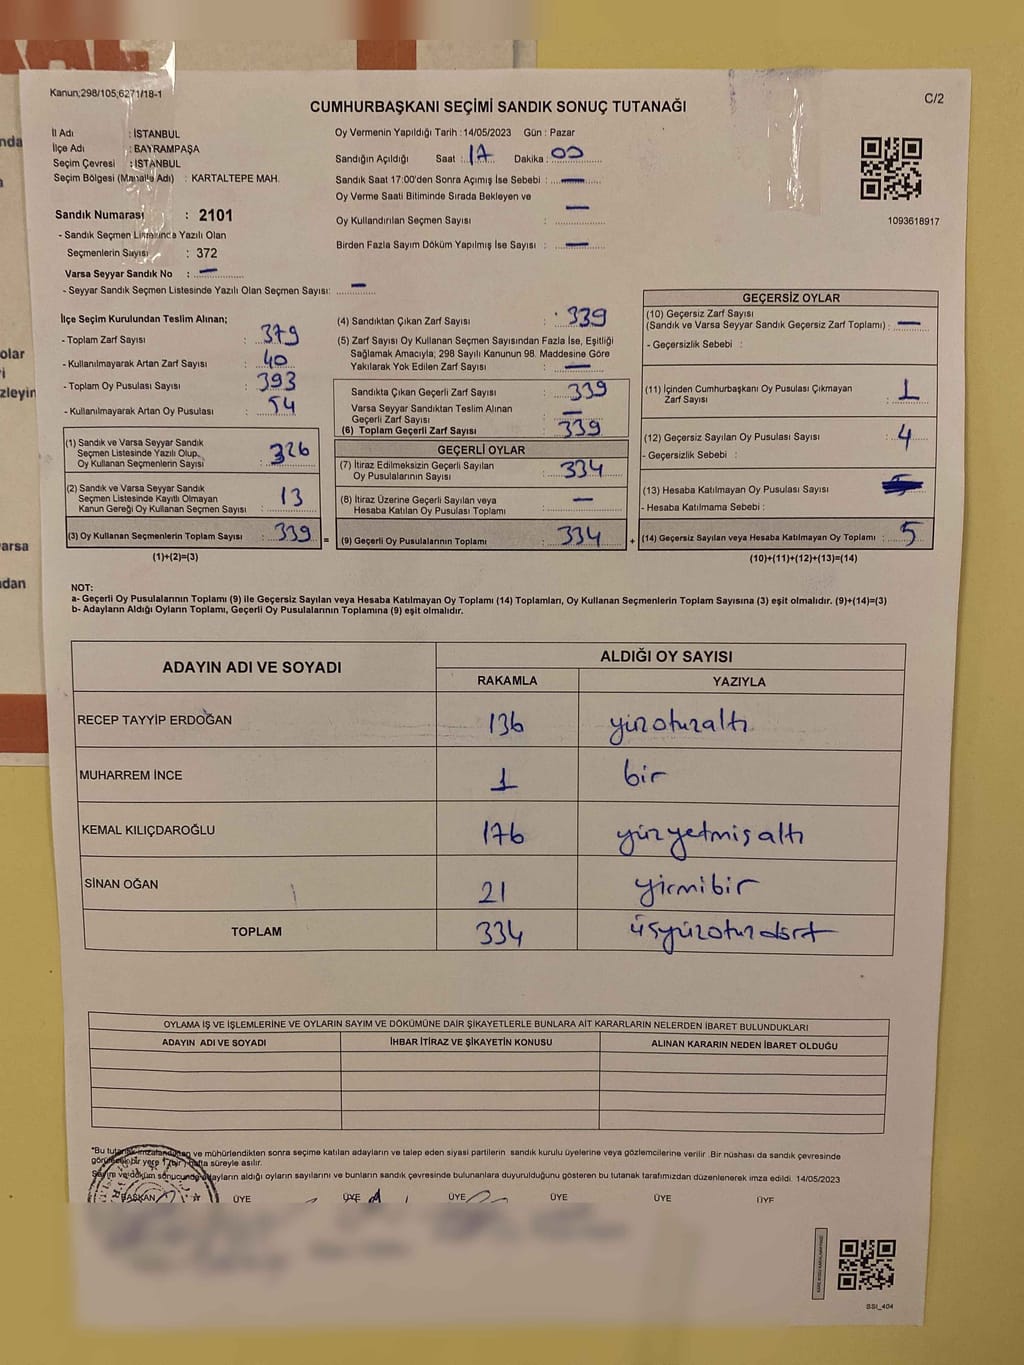 Kanun;298/105;6271/18-1
C/2
CUMHURBAŞKANI SEÇİMİ SANDIK SONUÇ TUTANAĞI
İl Adı : İSTANBUL
İlçe Adı : BAYRAMPAŞA
Seçim Çevresi : İSTANBUL
Seçim Bölgesi (Mahalle Adı) : KARTALTEPE MAH.
Oy Vermenin Yapıldığı Tarih : 14/05/2023 Gün : Pazar
Sandığın Açıldığı Saat : 17 Dakika : 00
Sandık Saat 17:00'den Sonra Açımış İse Sebebi : —
Oy Verme Saati Bitiminde Sırada Bekleyen ve
Oy Kullandırılan Seçmen Sayısı : —
Birden Fazla Sayım Döküm Yapılmış İse Sayısı : —
1093618917
Sandık Numarası : 2101
- Sandık Seçmen Listesinde Yazılı Olan
Seçmenlerin Sayısı : 372
Varsa Seyyar Sandık No : —
- Seyyar Sandık Seçmen Listesinde Yazılı Olan Seçmen Sayısı: —
İlçe Seçim Kurulundan Teslim Alınan;
- Toplam Zarf Sayısı : 379
- Kullanılmayarak Artan Zarf Sayısı : 40
- Toplam Oy Pusulası Sayısı : 393
- Kullanılmayarak Artan Oy Pusulası : 54
(1) Sandık ve Varsa Seyyar Sandık
Seçmen Listesinde Yazılı Olup,
Oy Kullanan Seçmenlerin Sayısı : 326
(2) Sandık ve Varsa Seyyar Sandık
Seçmen Listesinde Kayıtlı Olmayan
Kanun Gereği Oy Kullanan Seçmen Sayısı : 13
(3) Oy Kullanan Seçmenlerin Toplam Sayısı : 339
(1)+(2)=(3)
(4) Sandıktan Çıkan Zarf Sayısı : 339
(5) Zarf Sayısı Oy Kullanan Seçmen Sayısından Fazla İse, Eşitliği
Sağlamak Amacıyla, 298 Sayılı Kanunun 98. Maddesine Göre
Yakılarak Yok Edilen Zarf Sayısı : —
Sandıkta Çıkan Geçerli Zarf Sayısı : 339
Varsa Seyyar Sandıktan Teslim Alınan
Geçerli Zarf Sayısı : —
(6) Toplam Geçerli Zarf Sayısı : 339
GEÇERLİ OYLAR
(7) İtiraz Edilmeksizin Geçerli Sayılan
Oy Pusulalarının Sayısı : 334
(8) İtiraz Üzerine Geçerli Sayılan veya
Hesaba Katılan Oy Pusulası Toplamı : —
= (9) Geçerli Oy Pusulalarının Toplamı : 334
GEÇERSİZ OYLAR
(10) Geçersiz Zarf Sayısı
(Sandık ve Varsa Seyyar Sandık Geçersiz Zarf Toplamı) : —
- Geçersizlik Sebebi :
(11) İçinden Cumhurbaşkanı Oy Pusulası Çıkmayan
Zarf Sayısı : 1
(12) Geçersiz Sayılan Oy Pusulası Sayısı : 4
- Geçersizlik Sebebi :
(13) Hesaba Katılmayan Oy Pusulası Sayısı
- Hesaba Katılmama Sebebi :
+ (14) Geçersiz Sayılan veya Hesaba Katılmayan Oy Toplamı : 5
(10)+(11)+(12)+(13)=(14)
NOT:
a- Geçerli Oy Pusulalarının Toplamı (9) ile Geçersiz Sayılan veya Hesaba Katılmayan Oy Toplamı (14) Toplamları, Oy Kullanan Seçmenlerin Toplam Sayısına (3) eşit olmalıdır. (9)+(14)=(3)
b- Adayların Aldığı Oyların Toplamı, Geçerli Oy Pusulalarının Toplamına (9) eşit olmalıdır.
ADAYIN ADI VE SOYADI
ALDIĞI OY SAYISI
RAKAMLA YAZIYLA
RECEP TAYYİP ERDOĞAN 136 yüzotuzaltı
MUHARREM İNCE 1 bir
KEMAL KILIÇDAROĞLU 176 yüzyetmişaltı
SİNAN OĞAN 21 yirmibir
TOPLAM 334 üçyüzotuzdört
OYLAMA İŞ VE İŞLEMLERİNE VE OYLARIN SAYIM VE DÖKÜMÜNE DAİR ŞİKAYETLERLE BUNLARA AİT KARARLARIN NELERDEN İBARET BULUNDUKLARI
ADAYIN ADI VE SOYADI İHBAR İTİRAZ VE ŞİKAYETİN KONUSU ALINAN KARARIN NEDEN İBARET OLDUĞU
*Bu tutanak imzalandıktan ve mühürlendikten sonra seçime katılan adayların ve talep eden siyasi partilerin sandık kurulu üyelerine veya gözlemcilerine verilir .Bir nüshası da sandık çevresinde
görülecek bir yere 1 (bir) hafta süreyle asılır.
Sayım ve döküm sonucunda adayların aldığı oyların sayılarını ve bunların sandık çevresinde bulunanlara duyurulduğunu gösteren bu tutanak tarafımızdan düzenlenerek imza edildi. 14/05/2023
BAŞKAN ÜYE ÜYE ÜYE ÜYE ÜYE ÜYE
SSI_404
nda
olar
zleyin
arsa
ıdan